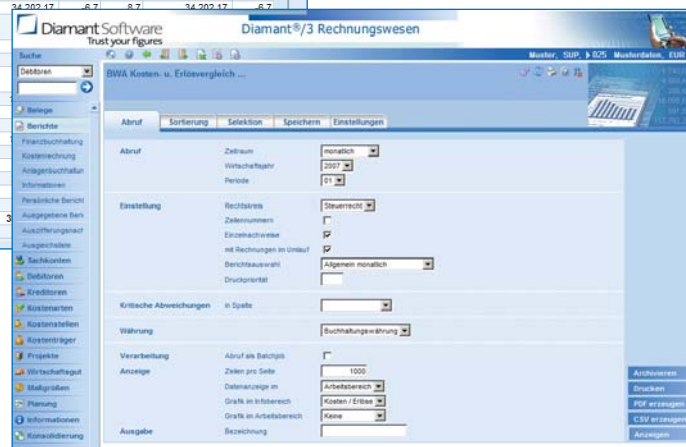 34.202,17 -6,7 8,7 34.202,17 -6,7
Diamant Software
Trust your figures
Diamant®/3 Rechnungswesen
Suche
Muster, SUP, 025 Musterdaten, EUR
Debitoren
BWA Kosten- u. Erlösvergleich ...
Belege
Berichte
Finanzbuchhaltung
Kostenrechnung
Anlagenbuchhaltun
Informationen
Persönliche Bericht
Ausgegebene Beri
Ausgleichsliste
Sachkonten
Debitoren
Kreditoren
Kostenarten
Kostenstellen
Kostenträger
Projekte
Wirtschaftsgut
Maßgrößen
Planung
Informationen
Konsolidierung
Abruf Sortierung Selektion Speichern Einstellungen
Abruf Zeitraum monatlich
Wirtschaftsjahr 2007
Periode 01
Einstellung Rechtskreis Steuerrecht
Zeilennummern
Einzelnachweise
mit Rechnungen im Umlauf
Berichtsauswahl Allgemein monatlich
Druckpriorität
Kritische Abweichungen in Spalte
Währung Buchhaltungswährung
Verarbeitung Abruf als Batchjob
Anzeige Zeilen pro Seite 1000
Datenanzeige im Arbeitsbereich
Grafik im Infobereich Kosten / Erlöse
Grafik im Arbeitsbereich Keine
Ausgabe Bezeichnung
Archivieren
Drucken
PDF erzeugen
CSV erzeugen
Anzeigen